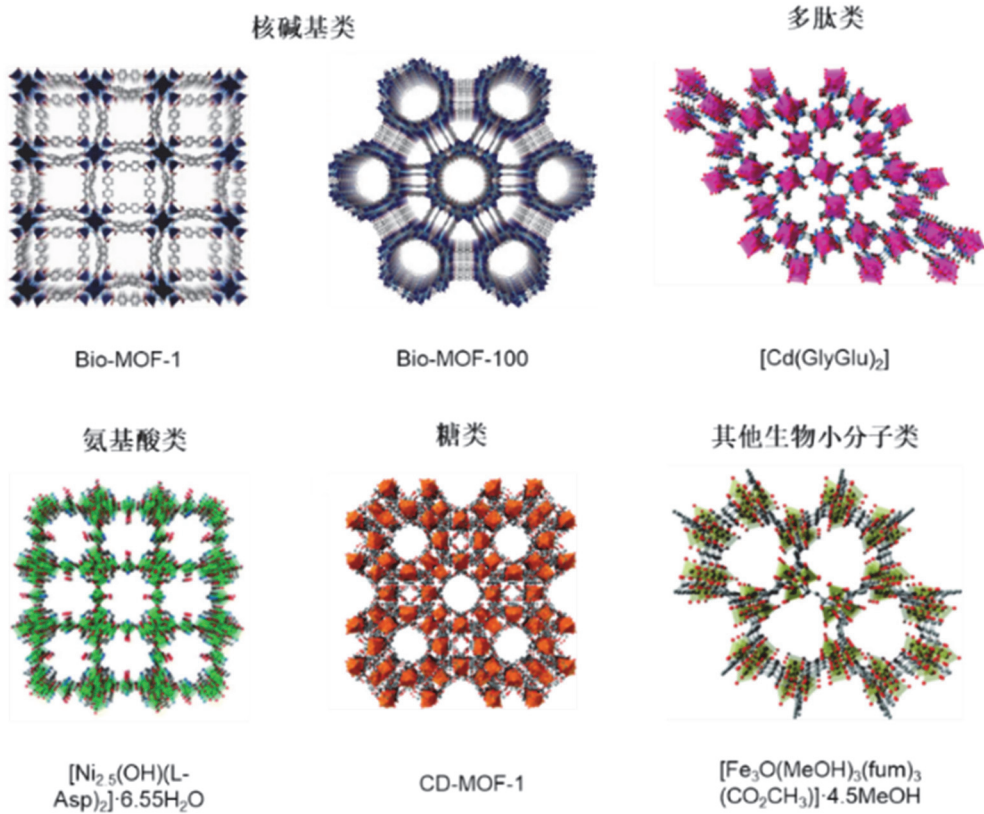 核碱基类
多肽类
Bio-MOF-1
Bio-MOF-100
[Cd(GlyGlu)₂]
氨基酸类
糖类
其他生物小分子类
[Ni₂.₅(OH)(L-
Asp)₂]·6.55H₂O
CD-MOF-1
[Fe₃O(MeOH)₃(fum)₃
(CO₂CH₃)]·4.5MeOH